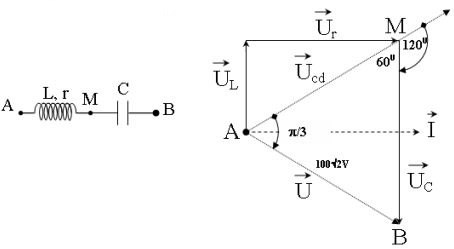 A
L, r
M
C
B
U_L
U_r
U_cd
M
120⁰
60⁰
A
π/3
I
100√2V
U
U_C
B